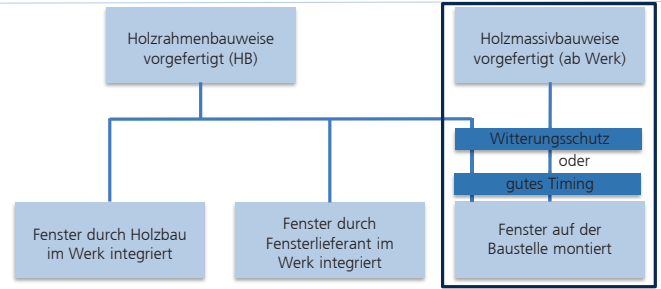 Holzrahmenbauweise
vorgefertigt (HB)
Holzmassivbauweise
vorgefertigt (ab Werk)
Witterungsschutz
oder
gutes Timing
Fenster durch Holzbau
im Werk integriert
Fenster durch
Fensterlieferant im
Werk integriert
Fenster auf der
Baustelle montiert